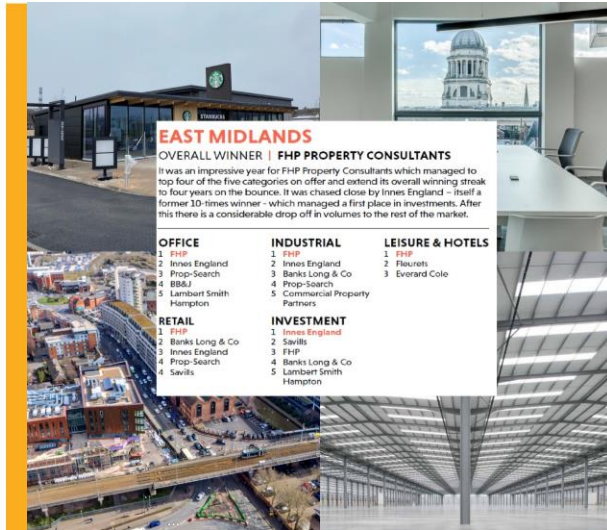 STARBUCKS
EAST MIDLANDS
OVERALL WINNER | FHP PROPERTY CONSULTANTS
It was an impressive year for FHP Property Consultants which managed to
top four of the five categories on offer and extend its overall winning streak
to four years on the bounce. It was chased close by Innes England – itself a
former 10-times winner - which managed a first place in investments. After
this there is a considerable drop off in volumes to the rest of the market.
OFFICE
1 FHP
2 Innes England
3 Prop-Search
4 BB&J
5 Lambert Smith
Hampton
INDUSTRIAL
1 FHP
2 Innes England
3 Banks Long & Co
4 Prop-Search
5 Commercial Property
Partners
LEISURE & HOTELS
1 FHP
2 Fleurets
3 Everard Cole
RETAIL
1 FHP
2 Banks Long & Co
3 Innes England
4 Prop-Search
4 Savills
INVESTMENT
1 Innes England
2 Savills
3 FHP
4 Banks Long & Co
5 Lambert Smith
Hampton